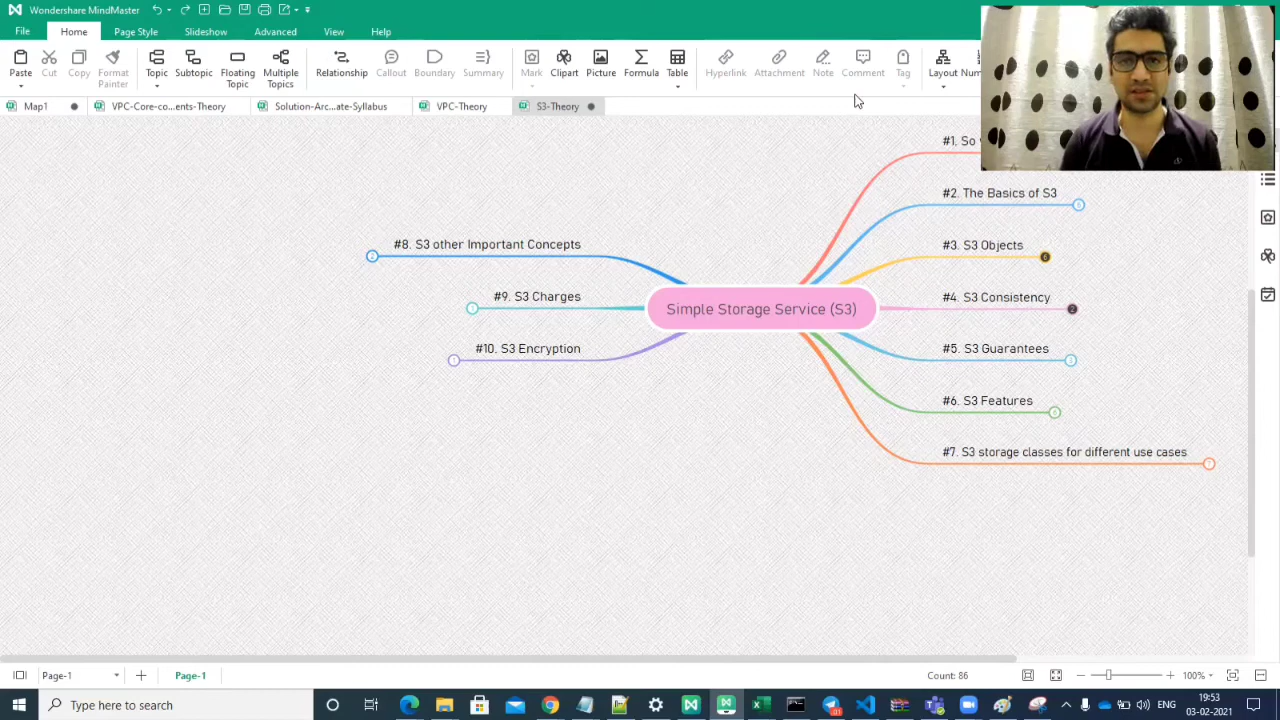 Wondershare MindMaster
File Home Page Style Slideshow Advanced View Help
Paste Cut Copy Format Painter Topic Subtopic Floating Topic Multiple Topics Relationship Callout Boundary Summary Mark Clipart Picture Formula Table Hyperlink Attachment Note Comment Tag Layout Num
Map1 VPC-Core-co...ents-Theory Solution-Arc...ate-Syllabus VPC-Theory S3-Theory
#1. So
#2. The Basics of S3
#3. S3 Objects
6
#4. S3 Consistency
2
#5. S3 Guarantees
#6. S3 Features
#7. S3 storage classes for different use cases
#8. S3 other Important Concepts
#9. S3 Charges
#10. S3 Encryption
Simple Storage Service (S3)
Page-1 Page-1 Count: 86 100%
Type here to search
ENG
19:53
03-02-2021